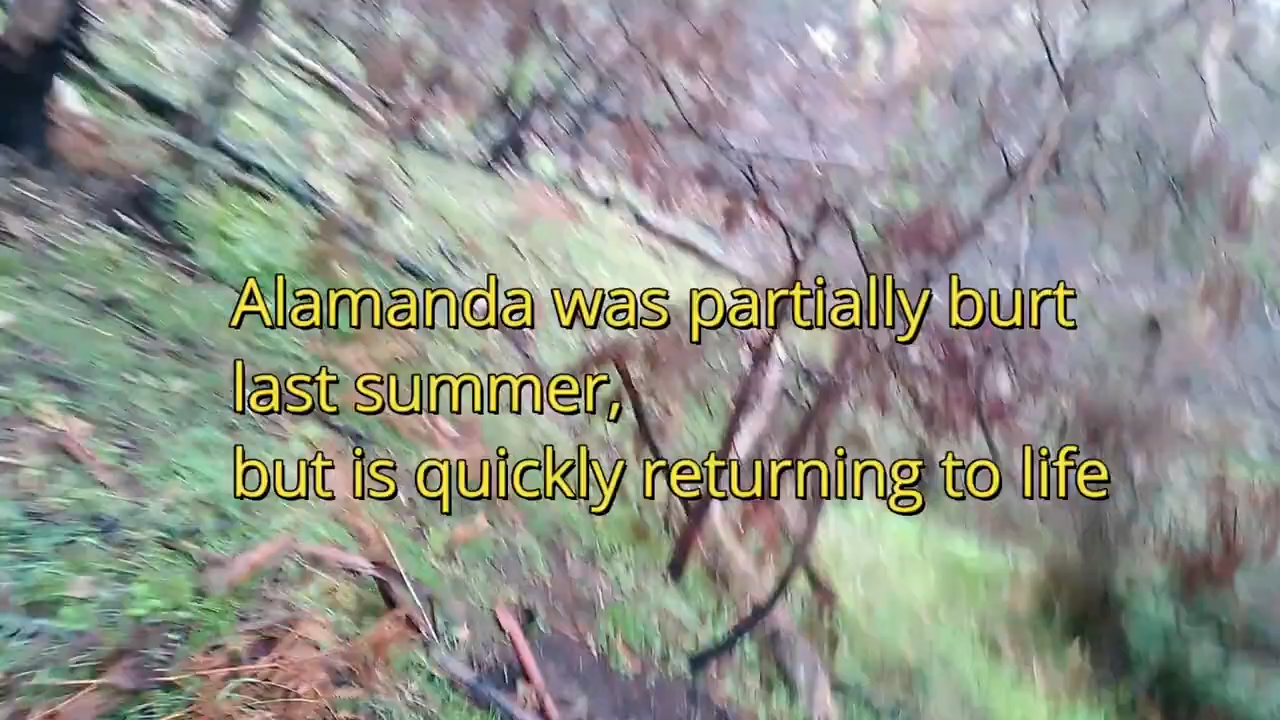 Alamanda was partially burt
last summer,
but is quickly returning to life